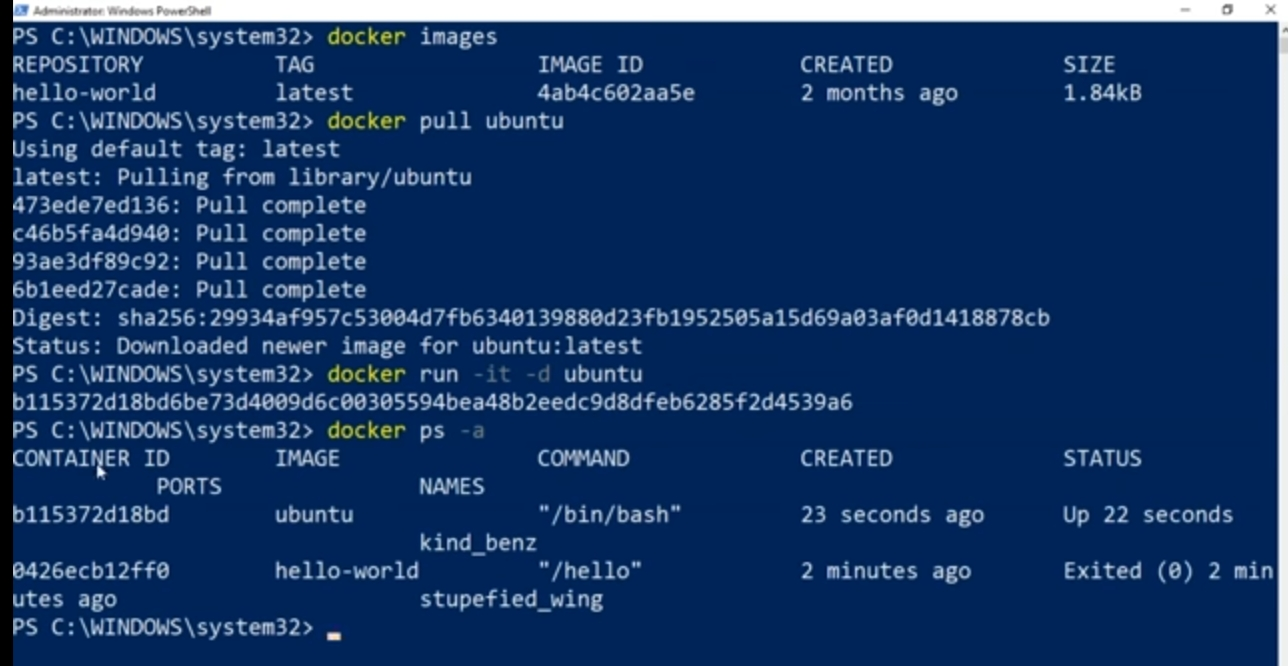 Administrator: Windows PowerShell
PS C:\WINDOWS\system32> docker images
REPOSITORY TAG IMAGE ID CREATED SIZE
hello-world latest 4ab4c602aa5e 2 months ago 1.84kB
PS C:\WINDOWS\system32> docker pull ubuntu
Using default tag: latest
latest: Pulling from library/ubuntu
473ede7ed136: Pull complete
c46b5fa4d940: Pull complete
93ae3df89c92: Pull complete
6b1eed27cade: Pull complete
Digest: sha256:29934af957c53004d7fb6340139880d23fb1952505a15d69a03af0d1418878cb
Status: Downloaded newer image for ubuntu:latest
PS C:\WINDOWS\system32> docker run -it -d ubuntu
b115372d18bd6be73d4009d6c00305594bea48b2eedc9d8dfeb6285f2d4539a6
PS C:\WINDOWS\system32> docker ps -a
CONTAINER ID IMAGE COMMAND CREATED STATUS
PORTS NAMES
b115372d18bd ubuntu "/bin/bash" 23 seconds ago Up 22 seconds
kind_benz
0426ecb12ff0 hello-world "/hello" 2 minutes ago Exited (0) 2 min
utes ago stupefied_wing
PS C:\WINDOWS\system32>